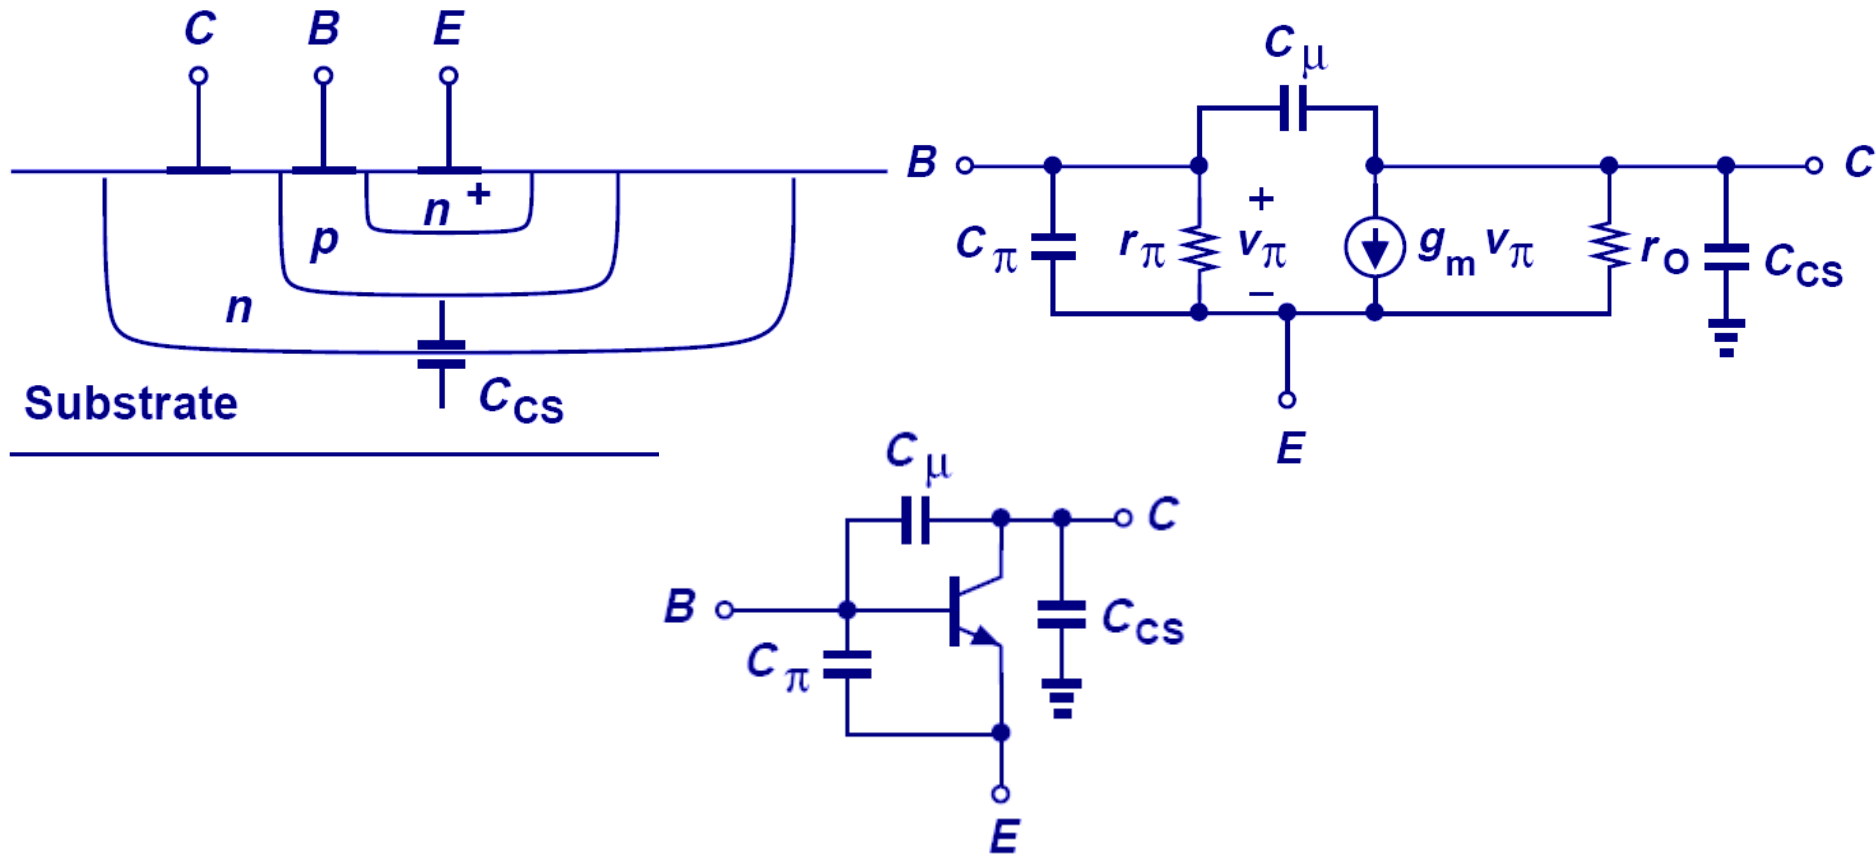 C B E
n+
p
n
CCS
Substrate
Cμ
B C
Cπ rπ + vπ − gm vπ rO CCS
E
Cμ
C
B
CCS
Cπ
E